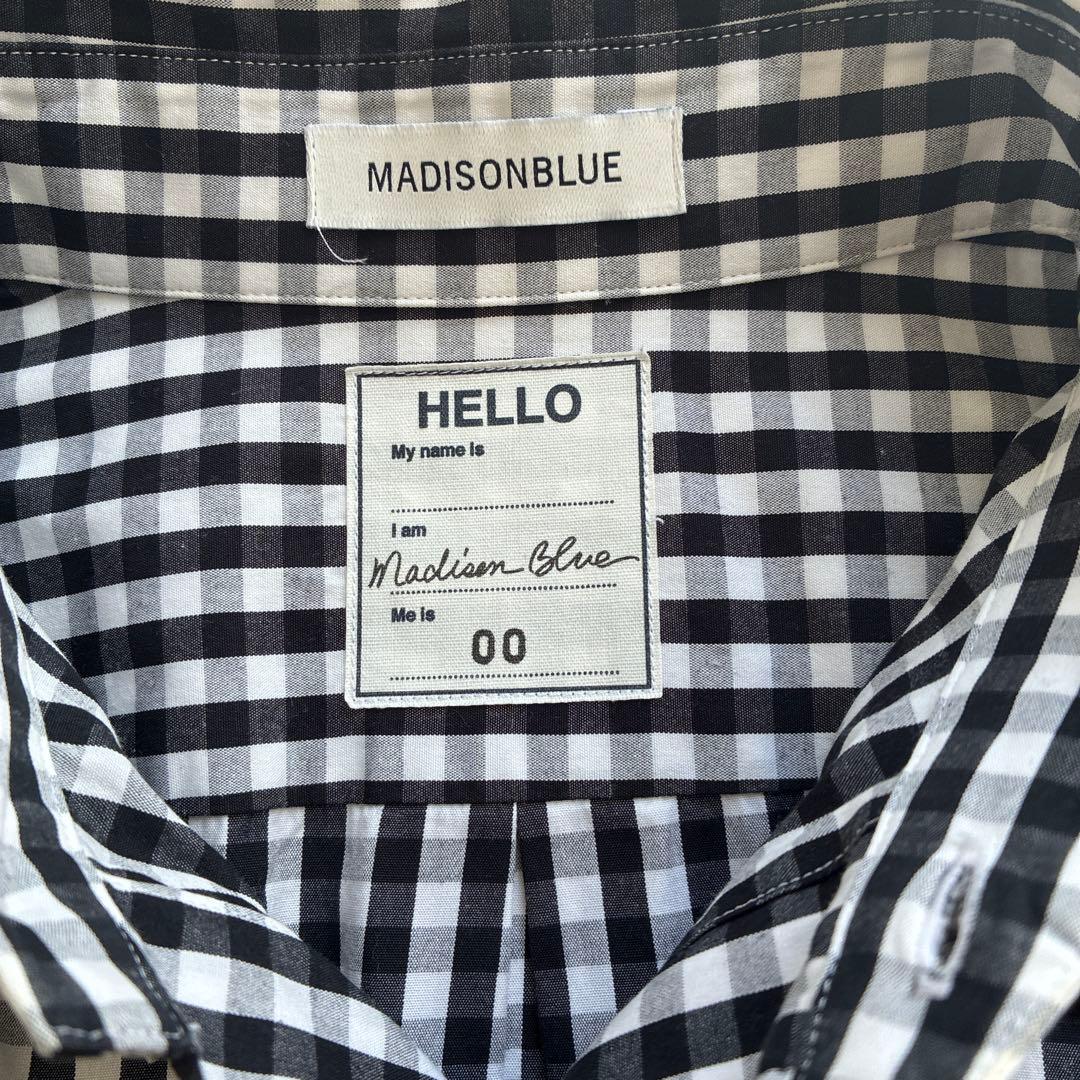 MADISONBLUE
HELLO
My name is
I am
Madison Blue
Me is
00